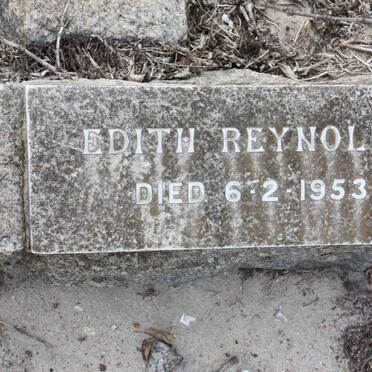 EDITH REYNOL
DIED 6-2-1953